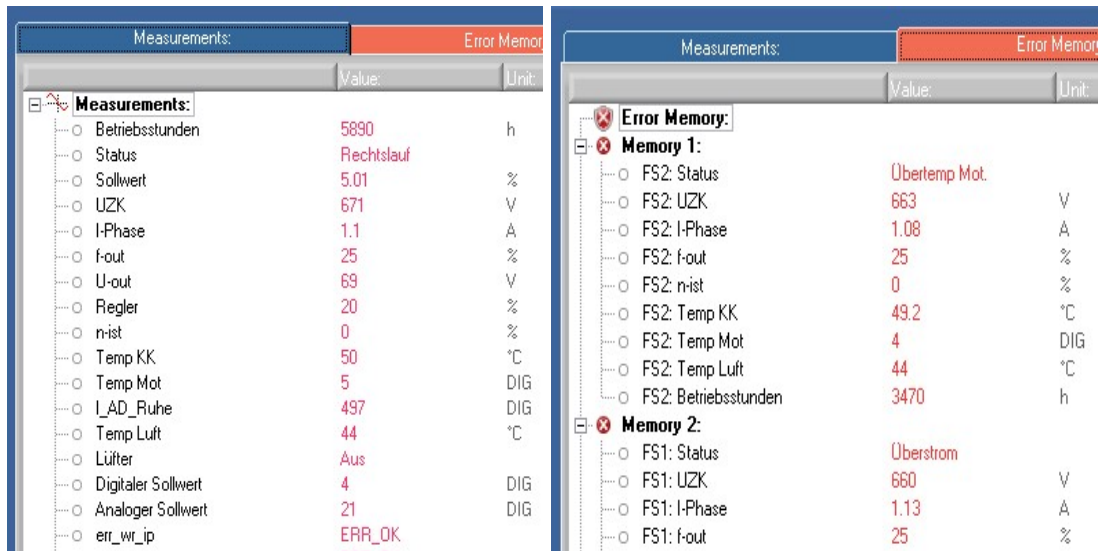 Measurements:
Error Memor
Value:
Unit:
Measurements:
Betriebsstunden 5890 h
Status Rechtslauf
Sollwert 5.01 %
UZK 671 V
I-Phase 1.1 A
f-out 25 %
U-out 69 V
Regler 20 %
n-ist 0 %
Temp KK 50 °C
Temp Mot 5 DIG
I_AD_Ruhe 497 DIG
Temp Luft 44 °C
Lüfter Aus
Digitaler Sollwert 4 DIG
Analoger Sollwert 21 DIG
err_wr_ip ERR_OK
Measurements:
Error Memory
Value:
Unit:
Error Memory:
Memory 1:
FS2: Status Übertemp Mot.
FS2: UZK 663 V
FS2: I-Phase 1.08 A
FS2: f-out 25 %
FS2: n-ist 0 %
FS2: Temp KK 49.2 °C
FS2: Temp Mot 4 DIG
FS2: Temp Luft 44 °C
FS2: Betriebsstunden 3470 h
Memory 2:
FS1: Status Überstrom
FS1: UZK 660 V
FS1: I-Phase 1.13 A
FS1: f-out 25 %